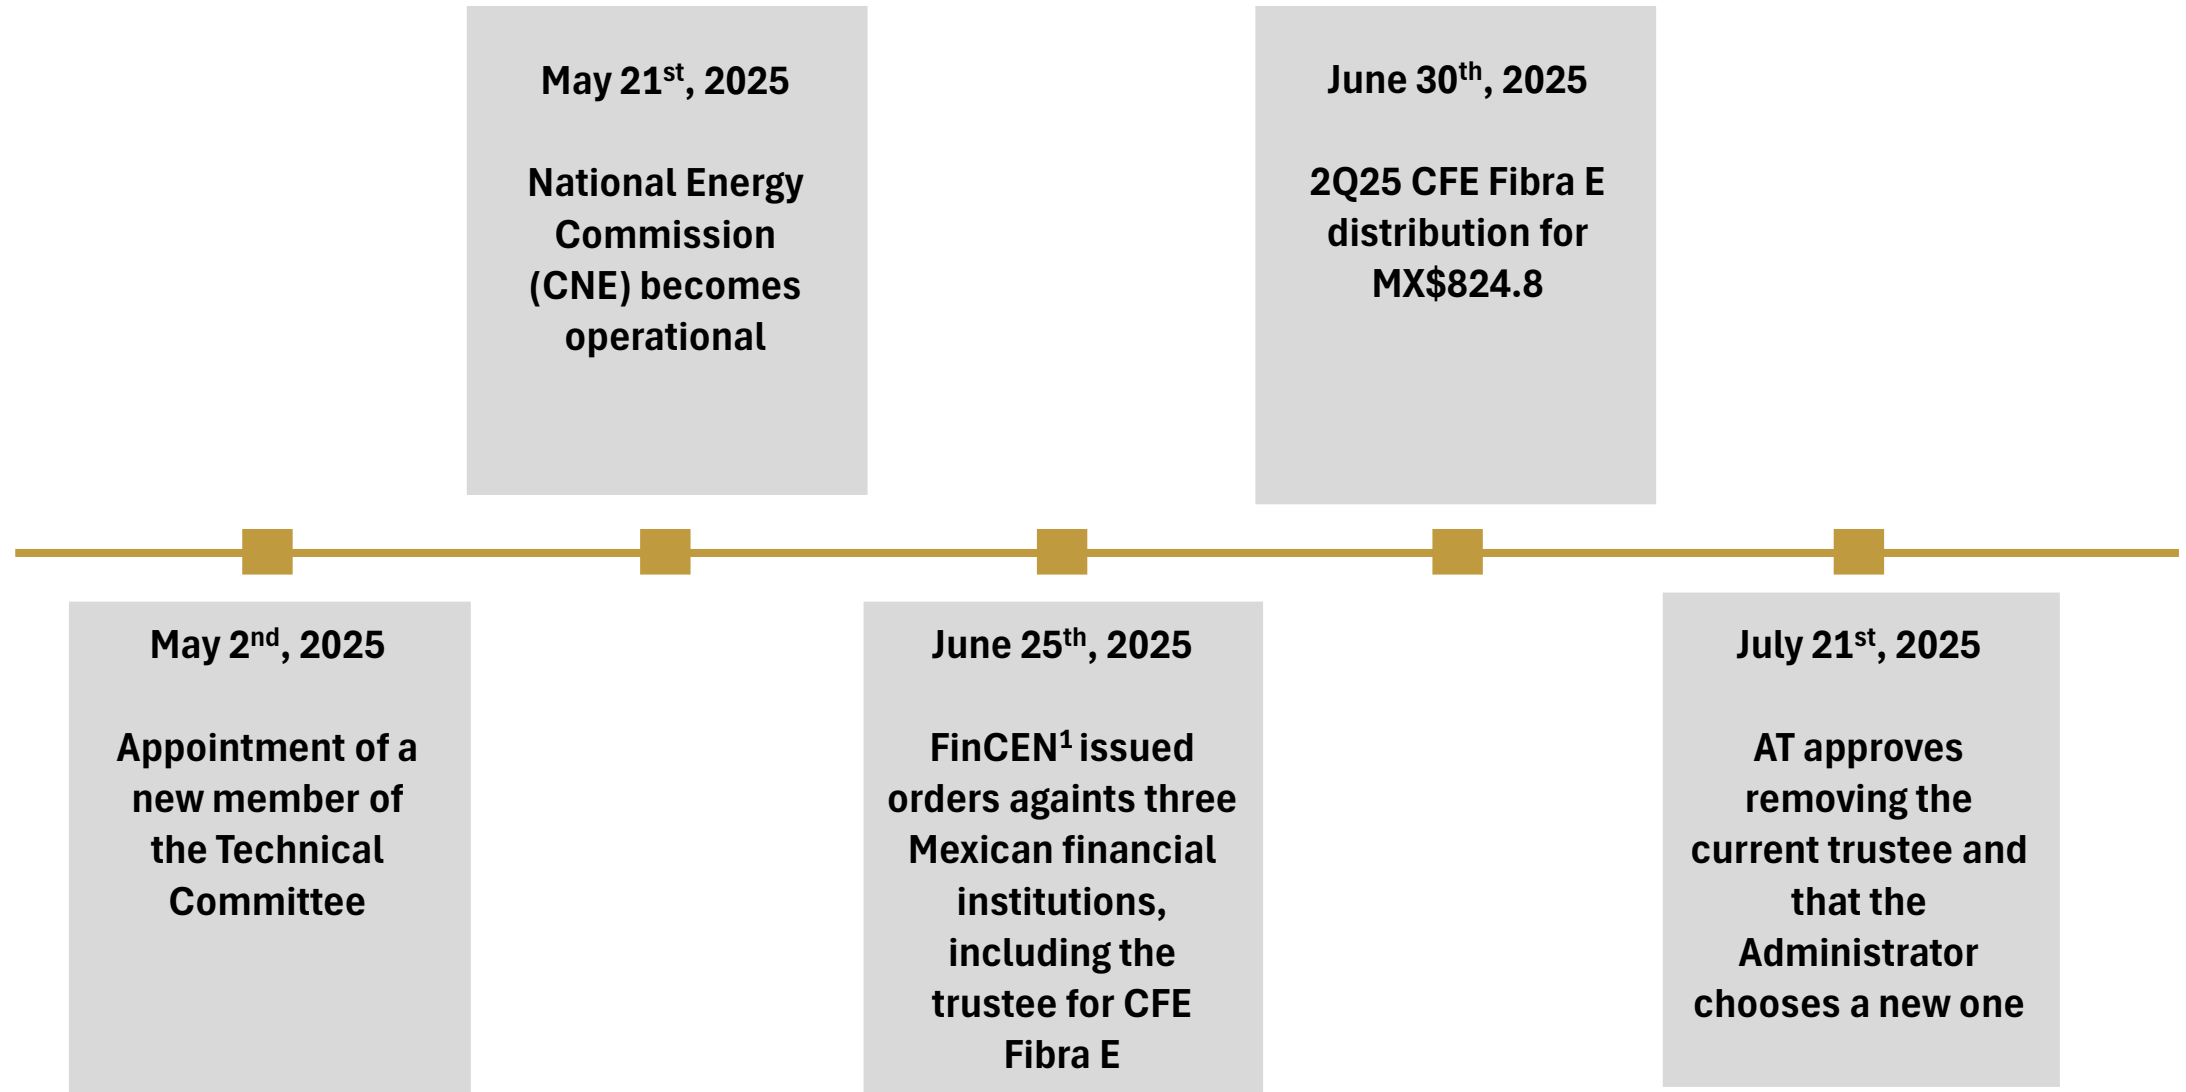 May 2nd, 2025
Appointment of a
new member of
the Technical
Committee
May 21st, 2025
National Energy
Commission
(CNE) becomes
operational
June 25th, 2025
FinCEN1 issued
orders againts three
Mexican financial
institutions,
including the
trustee for CFE
Fibra E
June 30th, 2025
2Q25 CFE Fibra E
distribution for
MX$824.8
July 21st, 2025
AT approves
removing the
current trustee and
that the
Administrator
chooses a new one